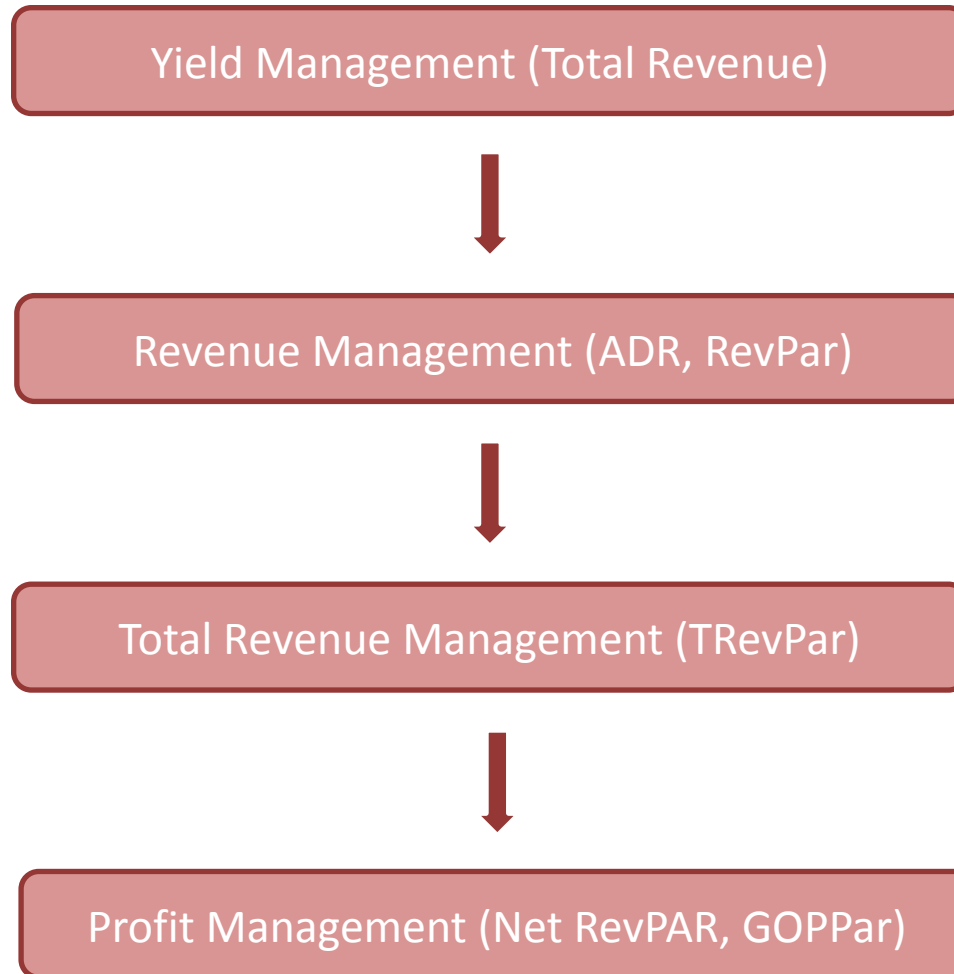 Yield Management (Total Revenue)
Revenue Management (ADR, RevPar)
Total Revenue Management (TRevPar)
Profit Management (Net RevPAR, GOPPar)